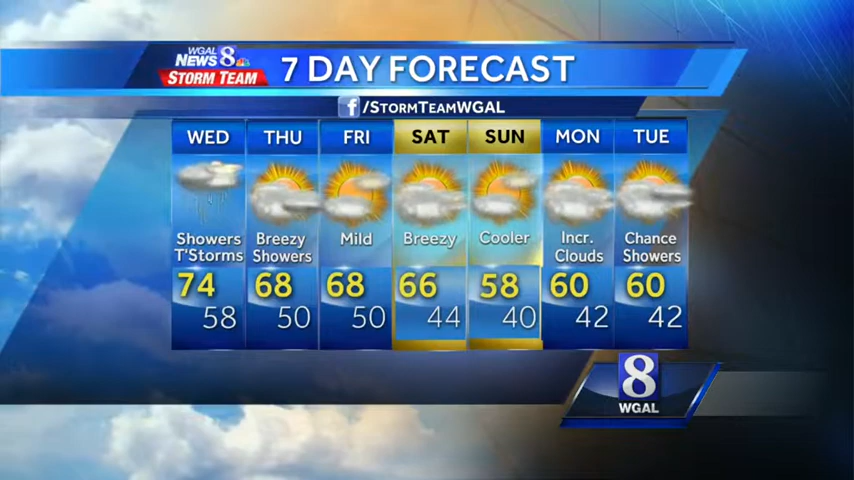 WGAL
NEWS 8
STORM TEAM
7 DAY FORECAST
f/STORMTEAMWGAL
WED THU FRI SAT SUN MON TUE
Showers T'Storms
Breezy Showers
Mild
Breezy
Cooler
Incr. Clouds
Chance Showers
74 68 68 66 58 60 60
58 50 50 44 40 42 42
8
WGAL